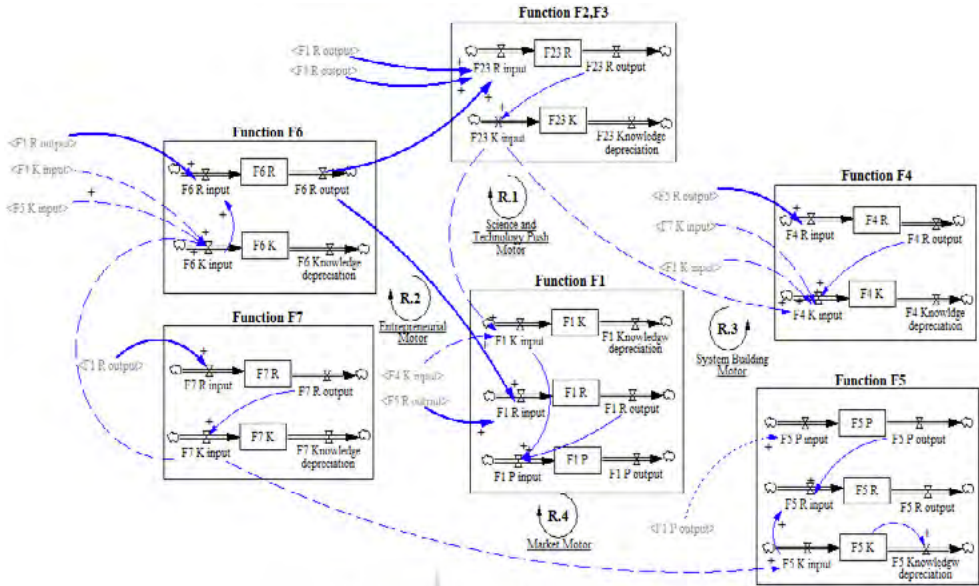 Function F2,F3
<F1 R output>
<F4 R output>
F23 R
F23 R input
F23 R output
F23 K
F23 K input
F23 Knowledge
depreciation
Function F6
<F1 R output>
<F4 K input>
<F5 K input>
F6 R
F6 R input
F6 R output
F6 K
F6 K input
F6 Knowledge
depreciation
R.1
Science and
Technology Push
Motor
R.2
Entrepreneurial
Motor
Function F4
<F5 R output>
<F7 K input>
<F1 K input>
F4 R
F4 R input
F4 R output
F4 K
F4 K input
F4 Knowldge
depreciation
R.3
System Building
Motor
Function F7
<F1 R output>
F7 R
F7 R input
F7 R output
F7 K
F7 K input
F7 Knowledge
depreciation
Function F1
<F4 K input>
<F5 R output>
F1 K
F1 K input
F1 Knowledgw
depreciation
F1 R
F1 R input
F1 R output
F1 P
F1 P input
F1 P output
R.4
Market Motor
Function F5
<F1 P output>
F5 P
F5 P input
F5 P output
F5 R
F5 R input
F5 R output
F5 K
F5 K input
F5 Knowledgw
depreciation